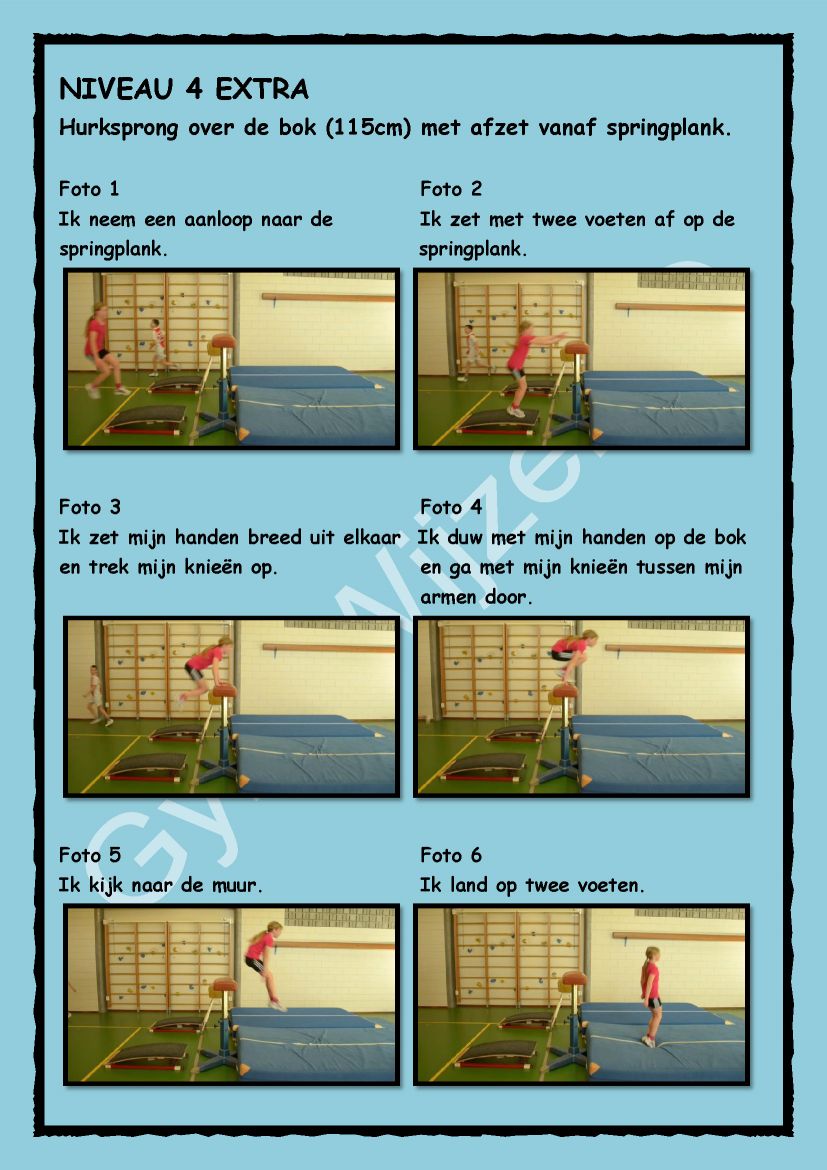 NIVEAU 4 EXTRA
Hurksprong over de bok (115cm) met afzet vanaf springplank.
Foto 1
Ik neem een aanloop naar de
springplank.
Foto 2
Ik zet met twee voeten af op de
springplank.
Foto 3
Ik zet mijn handen breed uit elkaar
en trek mijn knieën op.
Foto 4
Ik duw met mijn handen op de bok
en ga met mijn knieën tussen mijn
armen door.
Foto 5
Ik kijk naar de muur.
Foto 6
Ik land op twee voeten.